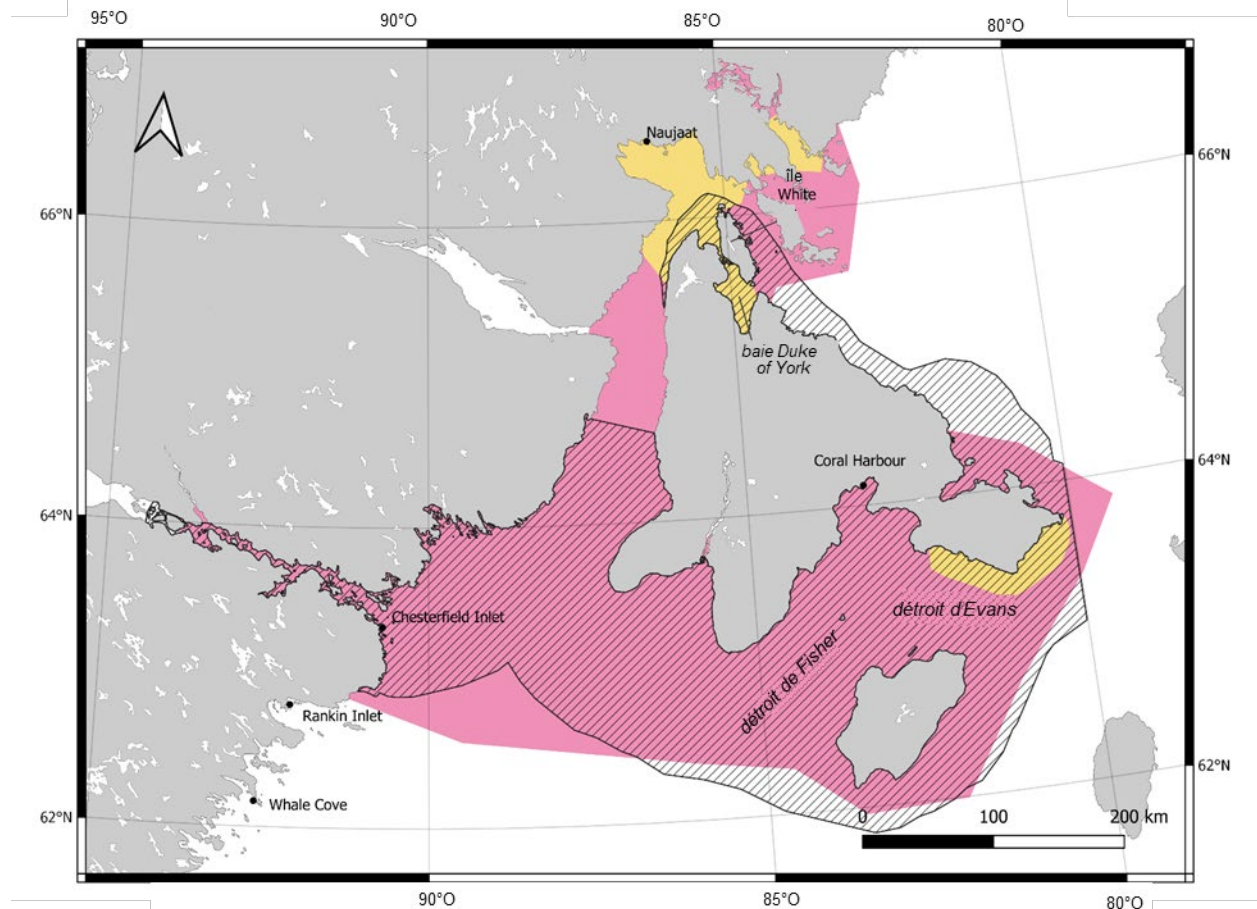 95°O
90°O
85°O
80°O
Naujaat
66°N
île
White
66°N
baie Duke
of York
Coral Harbour
64°N
64°N
détroit d'Evans
Chesterfield Inlet
détroit de Fisher
Rankin Inlet
62°N
Whale Cove
62°N
0
100
200 km
90°O
85°O
80°O